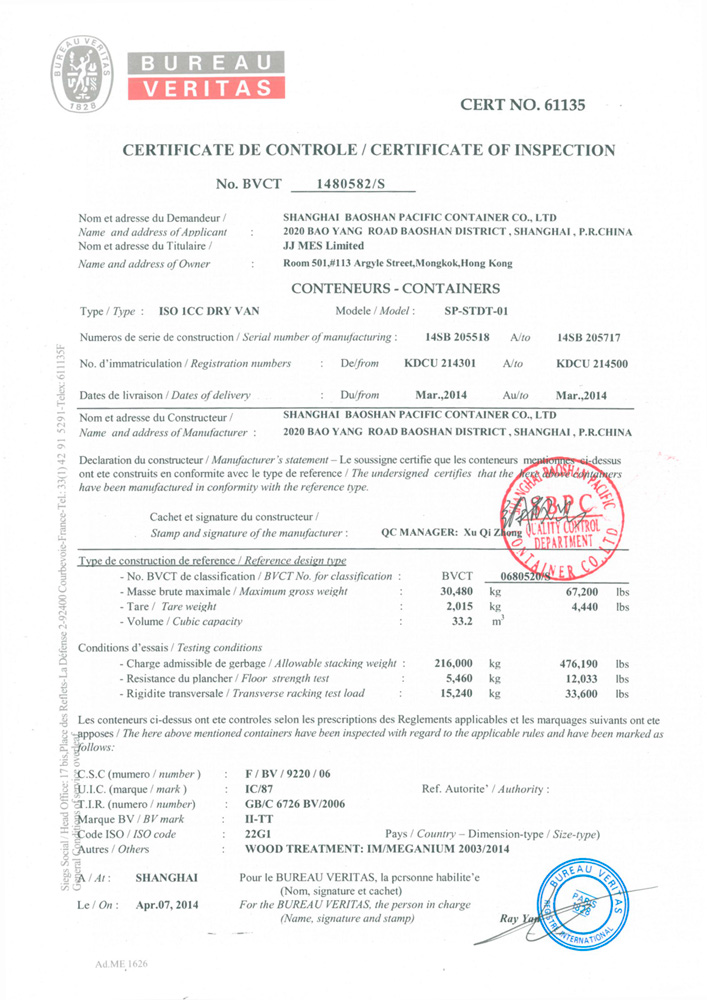 BUREAU VERITAS
1828
BUREAU
VERITAS
CERT NO. 61135
CERTIFICATE DE CONTROLE / CERTIFICATE OF INSPECTION
No. BVCT 1480582/S
Nom et adresse du Demandeur / SHANGHAI BAOSHAN PACIFIC CONTAINER CO., LTD
Name and address of Applicant : 2020 BAO YANG ROAD BAOSHAN DISTRICT , SHANGHAI , P.R.CHINA
Nom et adresse du Titulaire / JJ MES Limited
Name and address of Owner : Room 501,#113 Argyle Street,Mongkok,Hong Kong
CONTENEURS - CONTAINERS
Type / Type : ISO 1CC DRY VAN Modele / Model : SP-STDT-01
Numeros de serie de construction / Serial number of manufacturing : 14SB 205518 A/to 14SB 205717
No. d'immatriculation / Registration numbers : De/from KDCU 214301 A/to KDCU 214500
Dates de livraison / Dates of delivery : Du/from Mar.,2014 Au/to Mar.,2014
Nom et adresse du Constructeur / SHANGHAI BAOSHAN PACIFIC CONTAINER CO., LTD
Name and address of Manufacturer : 2020 BAO YANG ROAD BAOSHAN DISTRICT , SHANGHAI , P.R.CHINA
Declaration du constructeur / Manufacturer's statement – Le soussigne certifie que les conteneurs mentionnes ci-dessus
ont ete construits en conformite avec le type de reference / The undersigned certifies that the here above containers
have been manufactured in conformity with the reference type.
Cachet et signature du constructeur /
Stamp and signature of the manufacturer : QC MANAGER: Xu Qi Zhong
SHANGHAI BAOSHAN PACIFIC CONTAINER CO., LTD
BPC
QUALITY CONTROL
DEPARTMENT
Type de construction de reference / Reference design type
- No. BVCT de classification / BVCT No. for classification : BVCT 0680520/S
- Masse brute maximale / Maximum gross weight : 30,480 kg 67,200 lbs
- Tare / Tare weight : 2,015 kg 4,440 lbs
- Volume / Cubic capacity : 33.2 m³
Conditions d'essais / Testing conditions
- Charge admissible de gerbage / Allowable stacking weight : 216,000 kg 476,190 lbs
- Resistance du plancher / Floor strength test : 5,460 kg 12,033 lbs
- Rigidite transversale / Transverse racking test load : 15,240 kg 33,600 lbs
Les conteneurs ci-dessus ont ete controles selon les prescriptions des Reglements applicables et les marquages suivants ont ete
apposes / The here above mentioned containers have been inspected with regard to the applicable rules and have been marked as
follows:
C.S.C (mumero / number ) : F / BV / 9220 / 06
U.I.C. (marque / mark ) : IC/87 Ref. Autorite' / Authority :
T.I.R. (numero / number) : GB/C 6726 BV/2006
Marque BV / BV mark : II-TT
Code ISO / ISO code : 22G1 Pays / Country – Dimension-type / Size-type)
Autres / Others : WOOD TREATMENT: IM/MEGANIUM 2003/2014
A / At : SHANGHAI Pour le BUREAU VERITAS, la personne habilite'e
(Nom, signature et cachet)
Le / On : Apr.07, 2014 For the BUREAU VERITAS, the person in charge
(Name, signature and stamp) Ray Yan
BUREAU VERITAS
PARIS
1828
REGISTRE INTERNATIONAL
Ad.ME 1626
Siegs Social / Head Office: 17 bis,Place des Reflets-La Défense 2-92400 Courbevoie-France-Tel.: 33(1) 42 91 5291-Telex: 611135F
General Conditions of service overleaf